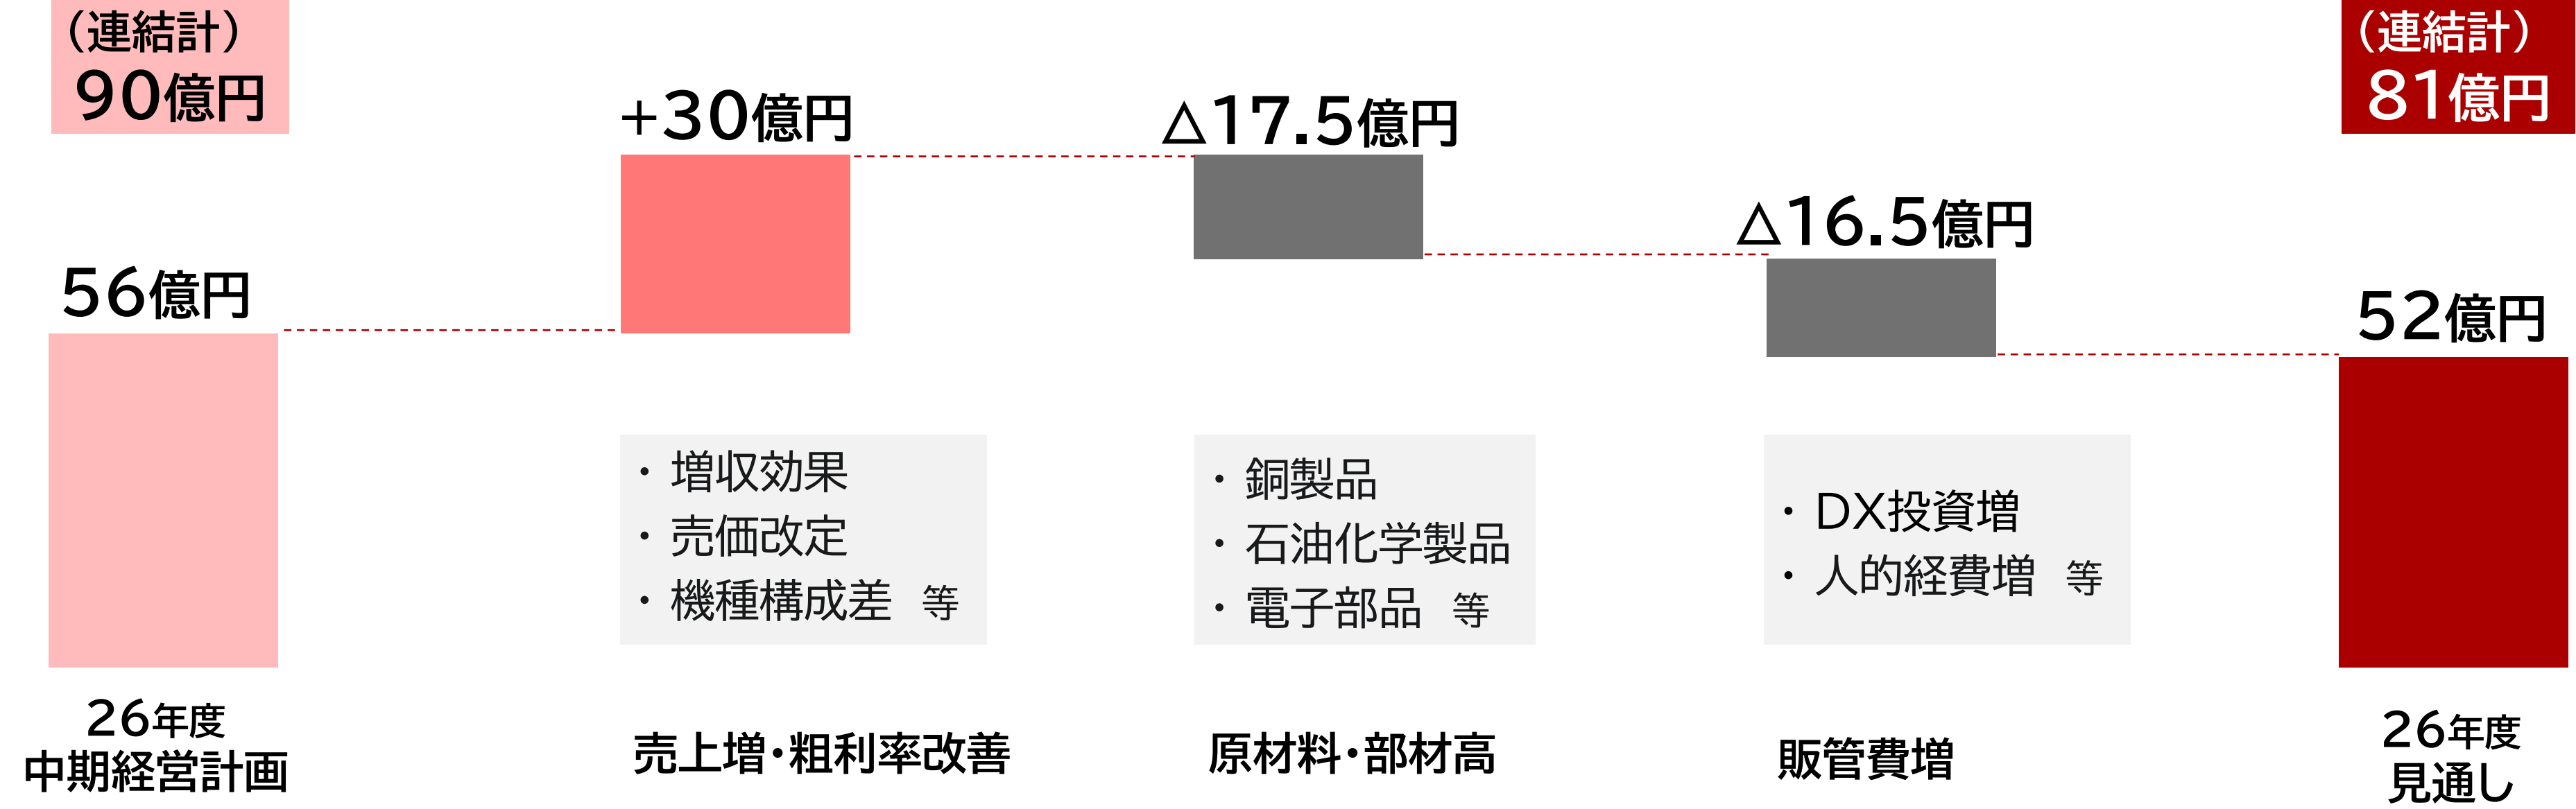 （連結計）
90億円
56億円
26年度
中期経営計画
+30億円
・ 増収効果
・ 売価改定
・ 機種構成差 等
売上増・粗利率改善
△17.5億円
・ 銅製品
・ 石油化学製品
・ 電子部品 等
原材料・部材高
△16.5億円
・ DX投資増
・ 人的経費増 等
販管費増
（連結計）
81億円
52億円
26年度
見通し